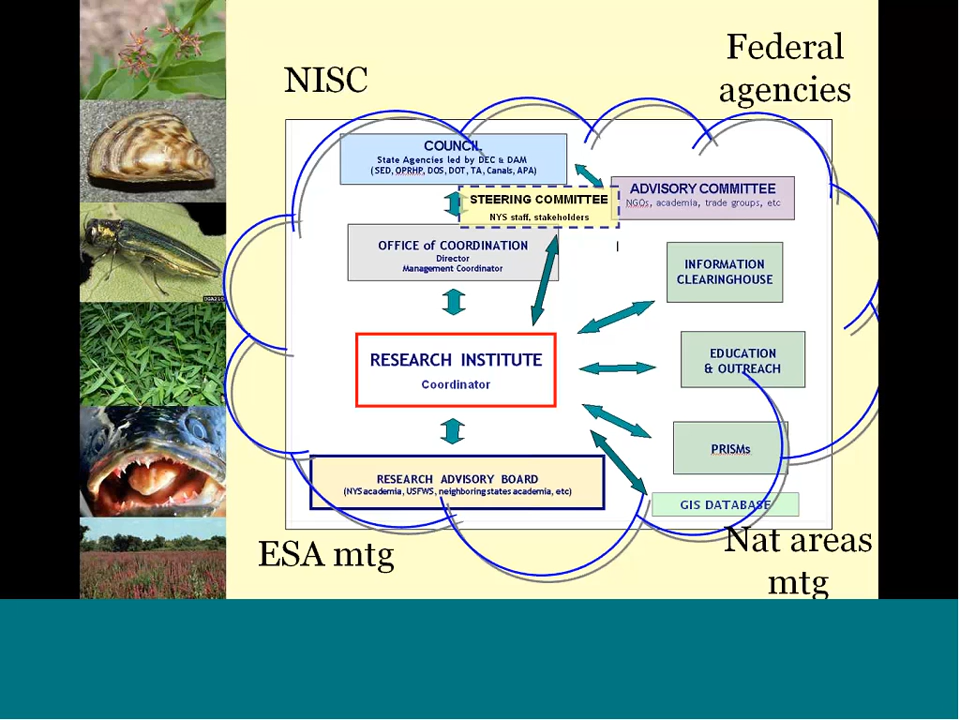 NISC
Federal
agencies
COUNCIL
State Agencies led by DEC & DAM
(SED, OPRHP, DOS, DOT, TA, Canals, APA)
STEERING COMMITTEE
NYS staff, stakeholders
ADVISORY COMMITTEE
NGOs, academia, trade groups, etc
OFFICE of COORDINATION
Director
Management Coordinator
INFORMATION
CLEARINGHOUSE
RESEARCH INSTITUTE
Coordinator
EDUCATION
& OUTREACH
PRISMs
RESEARCH ADVISORY BOARD
(NYS academia, USFWS, neighboring states academia, etc)
GIS DATABASE
ESA mtg
Nat areas
mtg